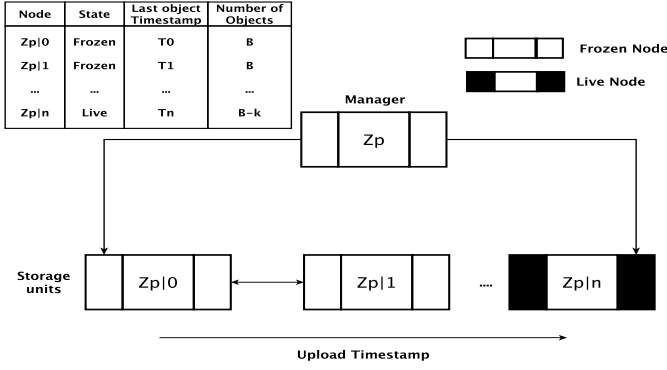 Node State Last object Timestamp Number of Objects
Zp|0 Frozen T0 B
Zp|1 Frozen T1 B
... ... ... ...
Zp|n Live Tn B-k
Frozen Node
Live Node
Manager
Zp
Storage units
Zp|0 Zp|1 .... Zp|n
Upload Timestamp